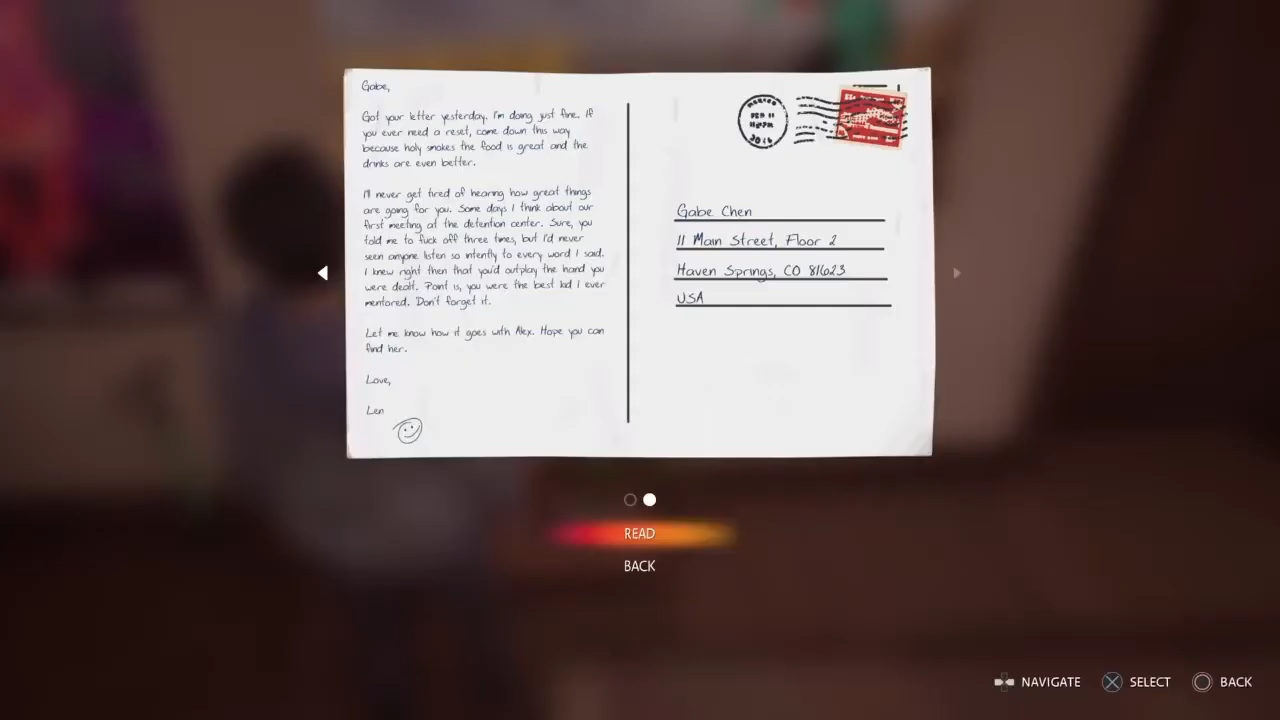 Gabe,
Got your letter yesterday. I'm doing just fine. If
you ever need a reset, come down this way
because holy smokes the food is great and the
drinks are even better.
I'll never get tired of hearing how great things
are going for you. Some days I think about our
first meeting at the detention center. Sure, you
told me to fuck off three times, but I'd never
seen anyone listen so intently to every word I said.
I knew right then that you'd outplay the hand you
were dealt. Point is, you were the best kid I ever
mentored. Don't forget it.
Let me know how it goes with Alex. Hope you can
find her.
Love,
Len
FEB 11
Gabe Chen
11 Main Street, Floor 2
Haven Springs, CO 81623
USA
READ
BACK
NAVIGATE
SELECT
BACK